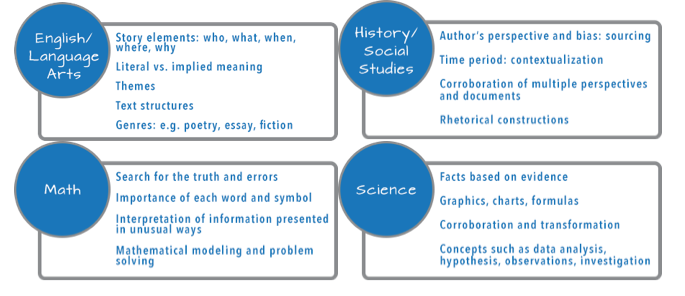 English/
Language
Arts
Story elements: who, what, when,
where, why
Literal vs. implied meaning
Themes
Text structures
Genres: e.g. poetry, essay, fiction
History/
Social
Studies
Author's perspective and bias: sourcing
Time period: contextualization
Corroboration of multiple perspectives
and documents
Rhetorical constructions
Math
Search for the truth and errors
Importance of each word and symbol
Interpretation of information presented
in unusual ways
Mathematical modeling and problem
solving
Science
Facts based on evidence
Graphics, charts, formulas
Corroboration and transformation
Concepts such as data analysis,
hypothesis, observations, investigation